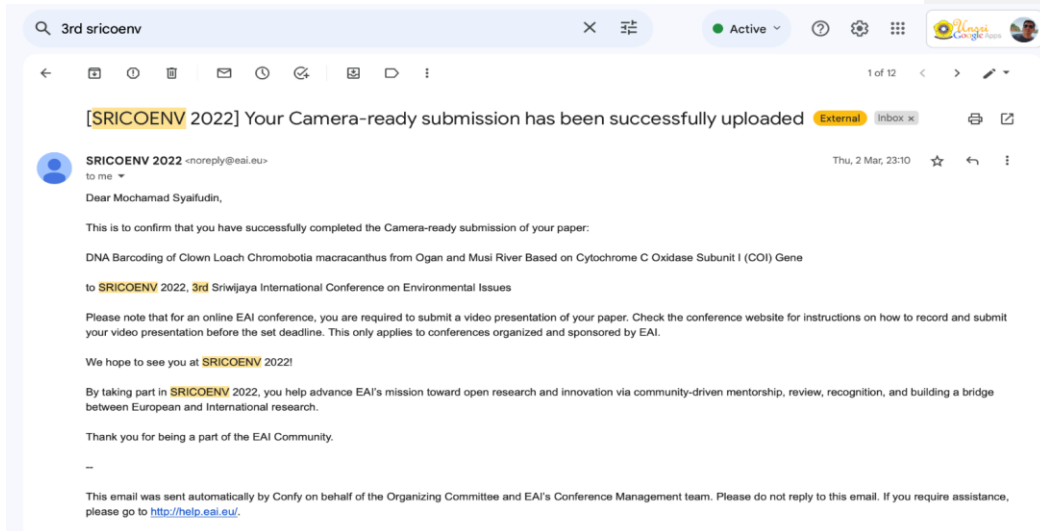 3rd sricoenv
Active
Unsri
Google Apps
1 of 12
[SRICOENV 2022] Your Camera-ready submission has been successfully uploaded External Inbox x
SRICOENV 2022 <noreply@eai.eu> Thu, 2 Mar, 23:10
to me
Dear Mochamad Syaifudin,
This is to confirm that you have successfully completed the Camera-ready submission of your paper:
DNA Barcoding of Clown Loach Chromobotia macracanthus from Ogan and Musi River Based on Cytochrome C Oxidase Subunit I (COI) Gene
to SRICOENV 2022, 3rd Sriwijaya International Conference on Environmental Issues
Please note that for an online EAI conference, you are required to submit a video presentation of your paper. Check the conference website for instructions on how to record and submit
your video presentation before the set deadline. This only applies to conferences organized and sponsored by EAI.
We hope to see you at SRICOENV 2022!
By taking part in SRICOENV 2022, you help advance EAI's mission toward open research and innovation via community-driven mentorship, review, recognition, and building a bridge
between European and International research.
Thank you for being a part of the EAI Community.
--
This email was sent automatically by Confy on behalf of the Organizing Committee and EAI's Conference Management team. Please do not reply to this email. If you require assistance,
please go to http://help.eai.eu/.